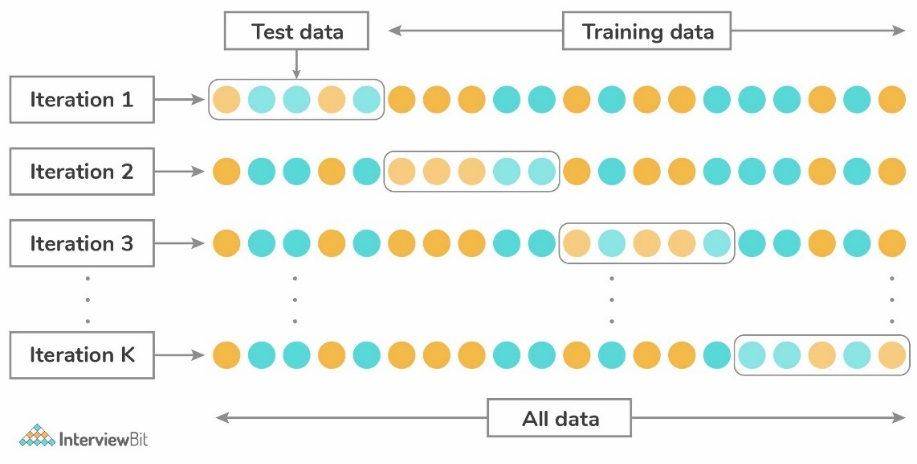 Test data
Training data
Iteration 1
Iteration 2
Iteration 3
Iteration K
All data
InterviewBit